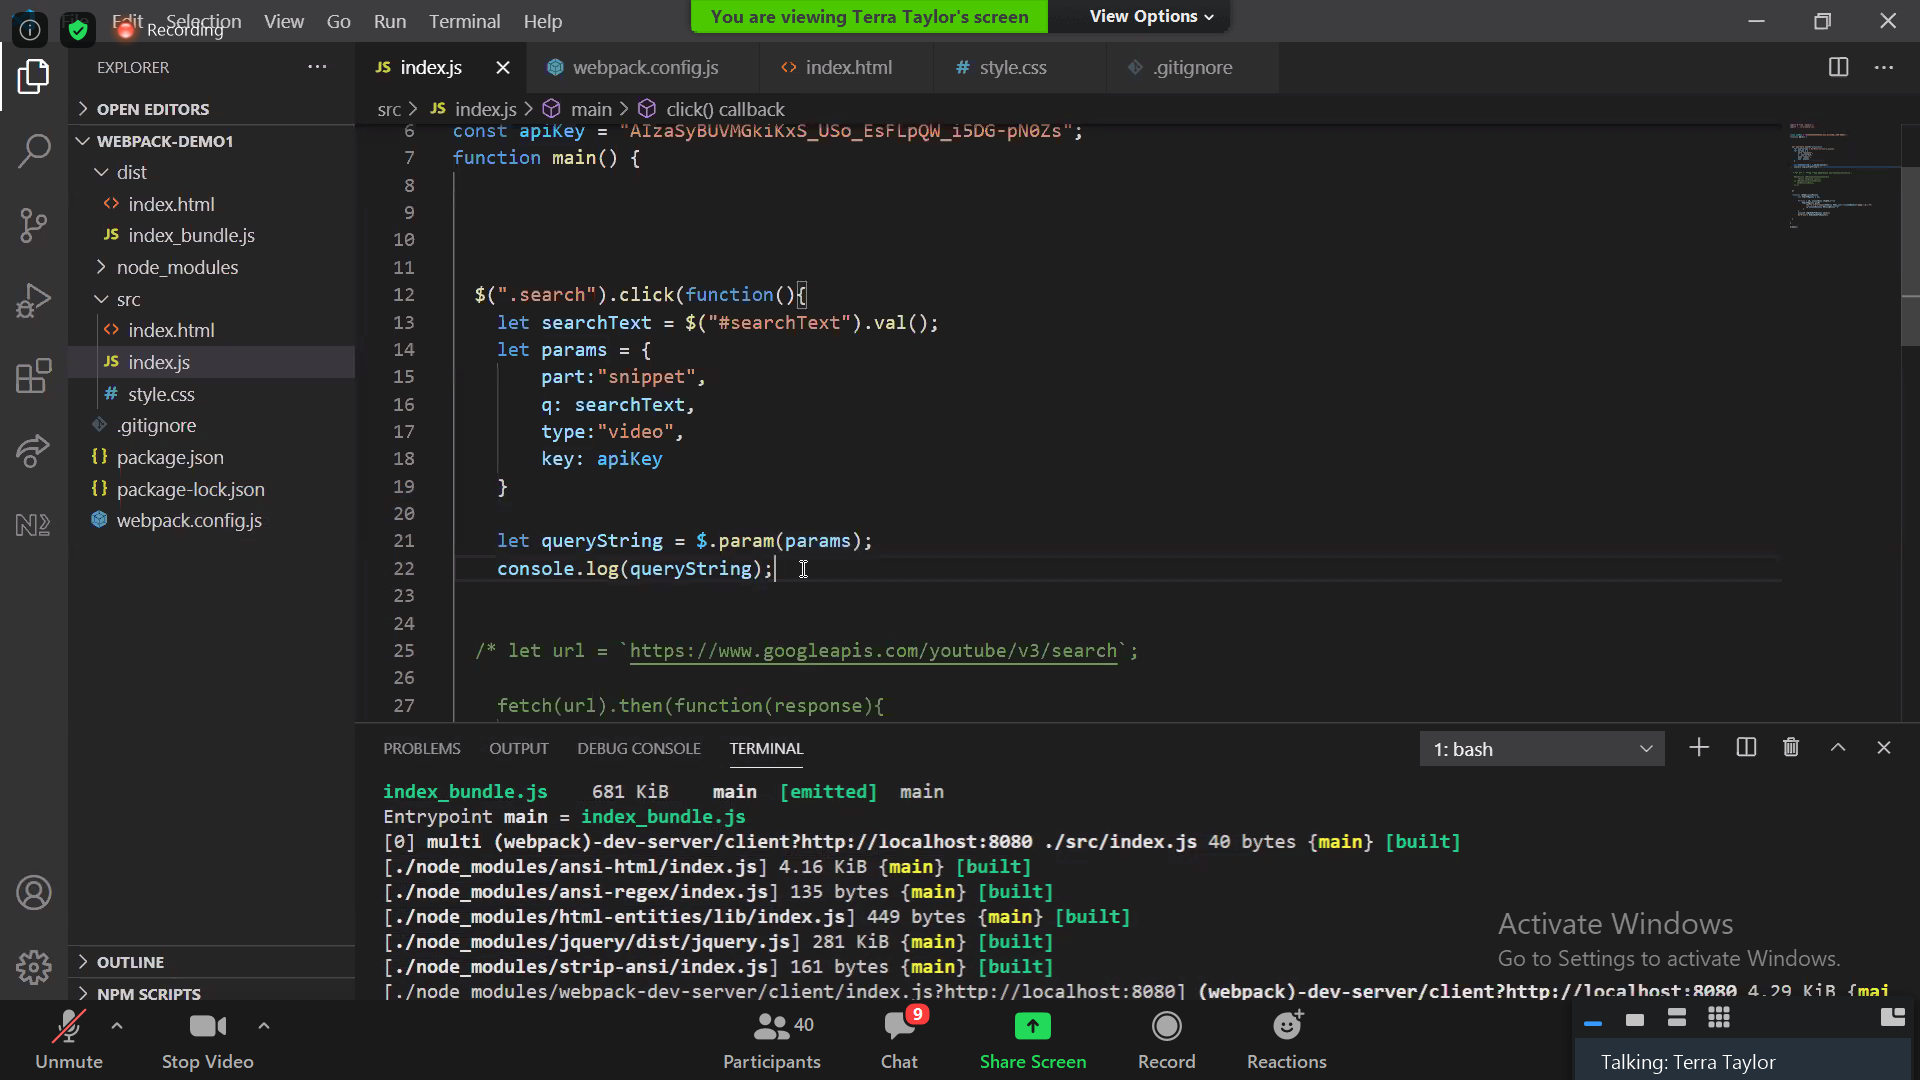 Edit Selection View Go Run Terminal Help
Recording
You are viewing Terra Taylor's screen View Options
EXPLORER
OPEN EDITORS
WEBPACK-DEMO1
dist
index.html
JS index_bundle.js
node_modules
src
index.html
JS index.js
# style.css
.gitignore
{} package.json
{} package-lock.json
webpack.config.js
OUTLINE
NPM SCRIPTS
JS index.js webpack.config.js <> index.html # style.css .gitignore
src > JS index.js > main > click() callback
6 const apiKey = "AIzaSyBUVMGkiKxS_USo_EsFLpQW_i5DG-pN0Zs";
7 function main() {
8
9
10
11
12 $(".search").click(function(){
13 let searchText = $("#searchText").val();
14 let params = {
15 part:"snippet",
16 q: searchText,
17 type:"video",
18 key: apiKey
19 }
20
21 let queryString = $.param(params);
22 console.log(queryString);
23
24
25 /* let url = `https://www.googleapis.com/youtube/v3/search`;
26
27 fetch(url).then(function(response){
PROBLEMS OUTPUT DEBUG CONSOLE TERMINAL 1: bash
index_bundle.js 681 KiB main [emitted] main
Entrypoint main = index_bundle.js
[0] multi (webpack)-dev-server/client?http://localhost:8080 ./src/index.js 40 bytes {main} [built]
[./node_modules/ansi-html/index.js] 4.16 KiB {main} [built]
[./node_modules/ansi-regex/index.js] 135 bytes {main} [built]
[./node_modules/html-entities/lib/index.js] 449 bytes {main} [built]
[./node_modules/jquery/dist/jquery.js] 281 KiB {main} [built]
[./node_modules/strip-ansi/index.js] 161 bytes {main} [built]
[./node_modules/webpack-dev-server/client/index.js?http://localhost:8080] (webpack)-dev-server/client?http://localhost:8080 4.29 KiB {mai
Activate Windows
Go to Settings to activate Windows.
Unmute Stop Video 40 Participants 9 Chat Share Screen Record Reactions
Talking: Terra Taylor